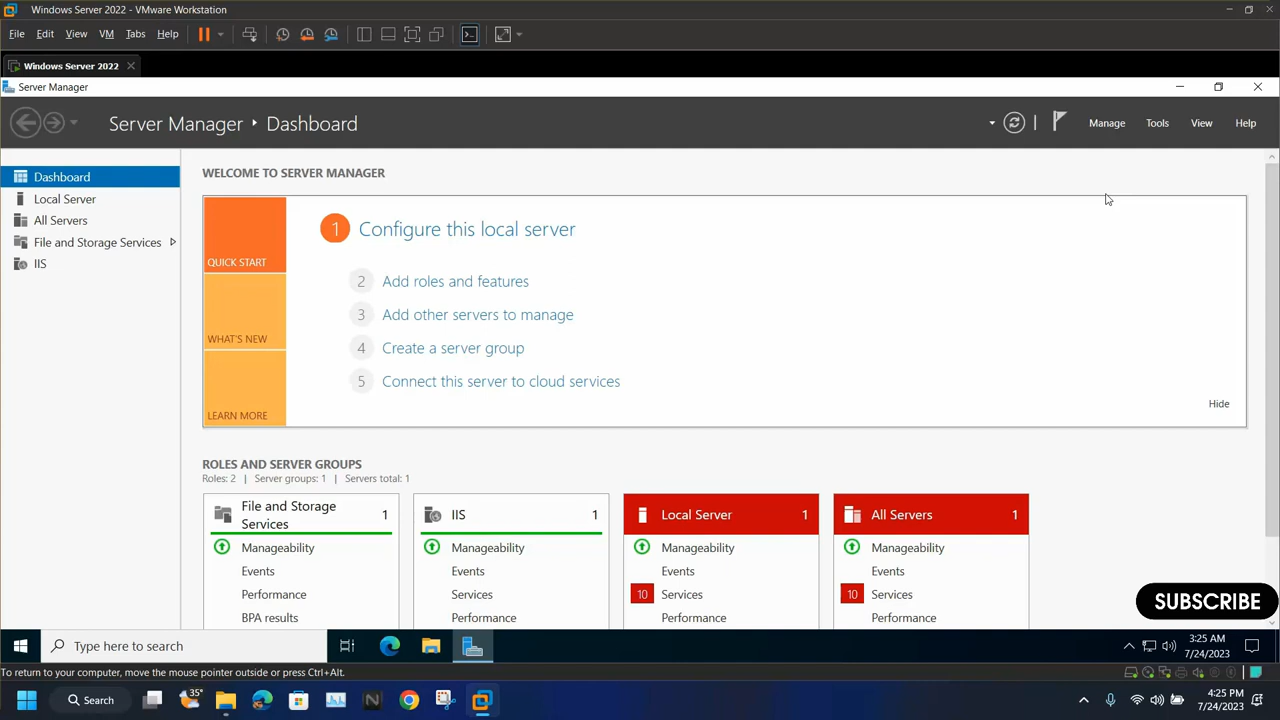 Windows Server 2022 - VMware Workstation
File Edit View VM Tabs Help
Windows Server 2022
Server Manager
Server Manager Dashboard
Manage Tools View Help
Dashboard
Local Server
All Servers
File and Storage Services
IIS
WELCOME TO SERVER MANAGER
QUICK START
WHAT'S NEW
LEARN MORE
1 Configure this local server
2 Add roles and features
3 Add other servers to manage
4 Create a server group
5 Connect this server to cloud services
Hide
ROLES AND SERVER GROUPS
Roles: 2 | Server groups: 1 | Servers total: 1
File and Storage Services 1
Manageability
Events
Performance
BPA results
IIS 1
Manageability
Events
Services
Performance
Local Server 1
Manageability
Events
10 Services
Performance
All Servers 1
Manageability
Events
10 Services
Performance
SUBSCRIBE
Type here to search
3:25 AM
7/24/2023
To return to your computer, move the mouse pointer outside or press Ctrl+Alt.
Search
35°
4:25 PM
7/24/2023